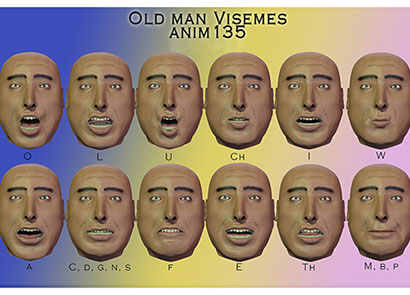 Old man Visemes
anim135
O L U Ch I W
A C, D, G, N, S F E Th M, B, P